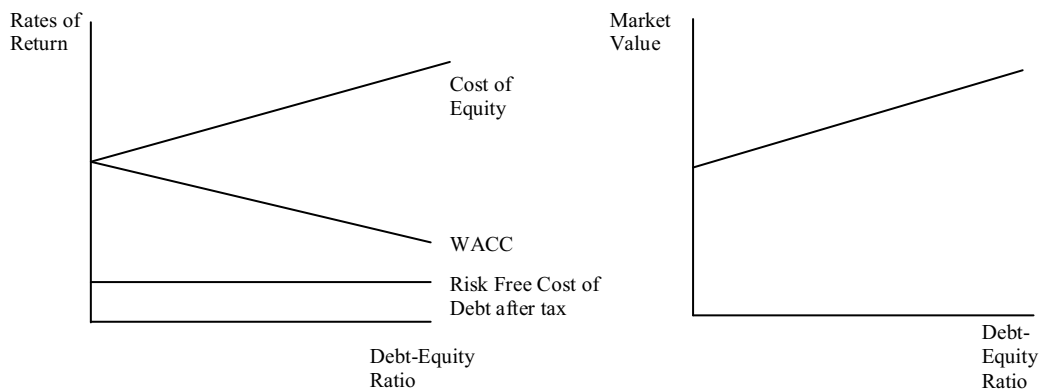 Rates of
Return
Cost of
Equity
WACC
Risk Free Cost of
Debt after tax
Debt-Equity
Ratio
Market
Value
Debt-
Equity
Ratio